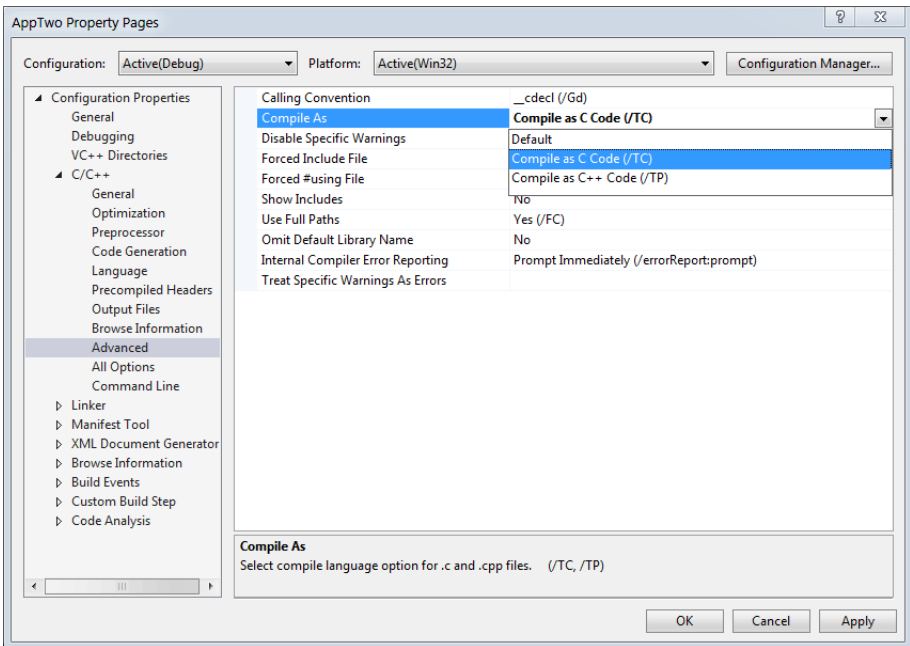 AppTwo Property Pages
Configuration: Active(Debug) Platform: Active(Win32) Configuration Manager...
Configuration Properties
General
Debugging
VC++ Directories
C/C++
General
Optimization
Preprocessor
Code Generation
Language
Precompiled Headers
Output Files
Browse Information
Advanced
All Options
Command Line
Linker
Manifest Tool
XML Document Generator
Browse Information
Build Events
Custom Build Step
Code Analysis
Calling Convention __cdecl (/Gd)
Compile As Compile as C Code (/TC)
Disable Specific Warnings Default
Forced Include File Compile as C Code (/TC)
Forced #using File Compile as C++ Code (/TP)
Show Includes No
Use Full Paths Yes (/FC)
Omit Default Library Name No
Internal Compiler Error Reporting Prompt Immediately (/errorReport:prompt)
Treat Specific Warnings As Errors
Compile As
Select compile language option for .c and .cpp files. (/TC, /TP)
OK Cancel Apply